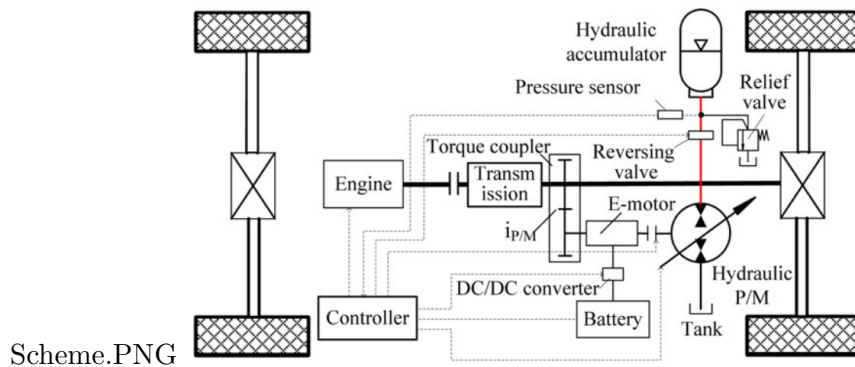 Hydraulic
accumulator
Pressure sensor
Relief
valve
Torque coupler
Reversing
valve
Engine
Transm
ission
E-motor
iP/M
Hydraulic
P/M
DC/DC converter
Controller
Battery
Tank
Scheme.PNG